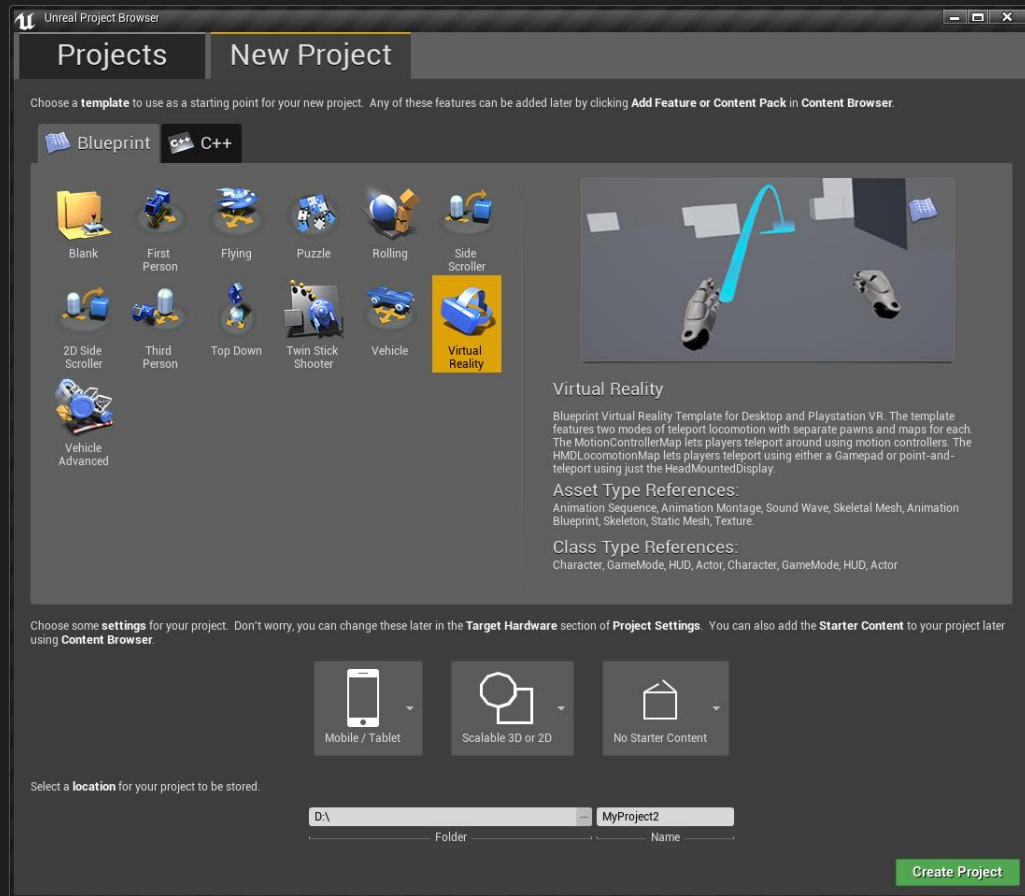 Unreal Project Browser
Projects
New Project
Choose a template to use as a starting point for your new project. Any of these features can be added later by clicking Add Feature or Content Pack in Content Browser.
Blueprint
C++
C++
Blank
First
Person
Flying
Puzzle
Rolling
Side
Scroller
2D Side
Scroller
Third
Person
Top Down
Twin Stick
Shooter
Vehicle
Virtual
Reality
Vehicle
Advanced
Virtual Reality
Blueprint Virtual Reality Template for Desktop and Playstation VR. The template
features two modes of teleport locomotion with separate pawns and maps for each.
The MotionControllerMap lets players teleport around using motion controllers. The
HMDLocomotionMap lets players teleport using either a Gamepad or point-and-
teleport using just the HeadMountedDisplay.
Asset Type References:
Animation Sequence, Animation Montage, Sound Wave, Skeletal Mesh, Animation
Blueprint, Skeleton, Static Mesh, Texture.
Class Type References:
Character, GameMode, HUD, Actor, Character, GameMode, HUD, Actor
Choose some settings for your project. Don't worry, you can change these later in the Target Hardware section of Project Settings. You can also add the Starter Content to your project later
using Content Browser.
Mobile / Tablet
Scalable 3D or 2D
No Starter Content
Select a location for your project to be stored.
D:\
...
MyProject2
Folder
Name
Create Project